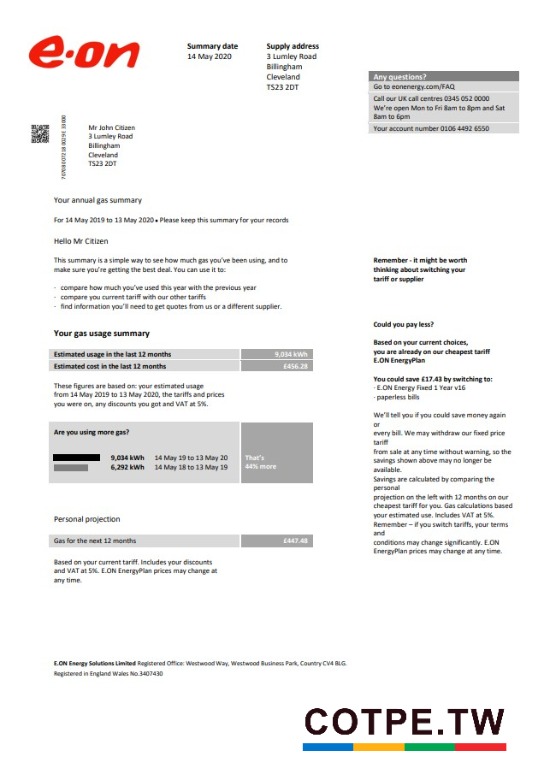 e·on
Summary date
14 May 2020
Supply address
3 Lumley Road
Billingham
Cleveland
TS23 2DT
Any questions?
Go to eonenergy.com/FAQ
Call our UK call centres 0345 052 0000
We're open Mon to Fri 8am to 8pm and Sat
8am to 6pm
Your account number 0106 4492 6550
Mr John Citizen
3 Lumley Road
Billingham
Cleveland
TS23 2DT
Your annual gas summary
For 14 May 2019 to 13 May 2020 • Please keep this summary for your records
Hello Mr Citizen
This summary is a simple way to see how much gas you've been using, and to
make sure you're getting the best deal. You can use it to:
· compare how much you've used this year with the previous year
· compare you current tariff with our other tariffs
· find information you'll need to get quotes from us or a different supplier.
Your gas usage summary
Estimated usage in the last 12 months 9,034 kWh
Estimated cost in the last 12 months £456.28
These figures are based on: your estimated usage
from 14 May 2019 to 13 May 2020, the tariffs and prices
you were on, any discounts you got and VAT at 5%.
Are you using more gas?
9,034 kWh 14 May 19 to 13 May 20
6,292 kWh 14 May 18 to 13 May 19
That's
44% more
Personal projection
Gas for the next 12 months £447.48
Based on your current tariff. Includes your discounts
and VAT at 5%. E.ON EnergyPlan prices may change at
any time.
Remember - it might be worth
thinking about switching your
tariff or supplier
Could you pay less?
Based on your current choices,
you are already on our cheapest tariff
E.ON EnergyPlan
You could save £17.43 by switching to:
· E.ON Energy Fixed 1 Year v16
· paperless bills
We'll tell you if you could save money again
or
every bill. We may withdraw our fixed price
tariff
from sale at any time without warning, so the
savings shown above may no longer be
available.
Savings are calculated by comparing the
personal
projection on the left with 12 months on our
cheapest tariff for you. Gas calculations based
your estimated use. Includes VAT at 5%.
Remember – if you switch tariffs, your terms
and
conditions may change significantly. E.ON
EnergyPlan prices may change at any time.
E.ON Energy Solutions Limited Registered Office: Westwood Way, Westwood Business Park, Country CV4 8LG.
Registered in England Wales No.3407430
COTPE.TW